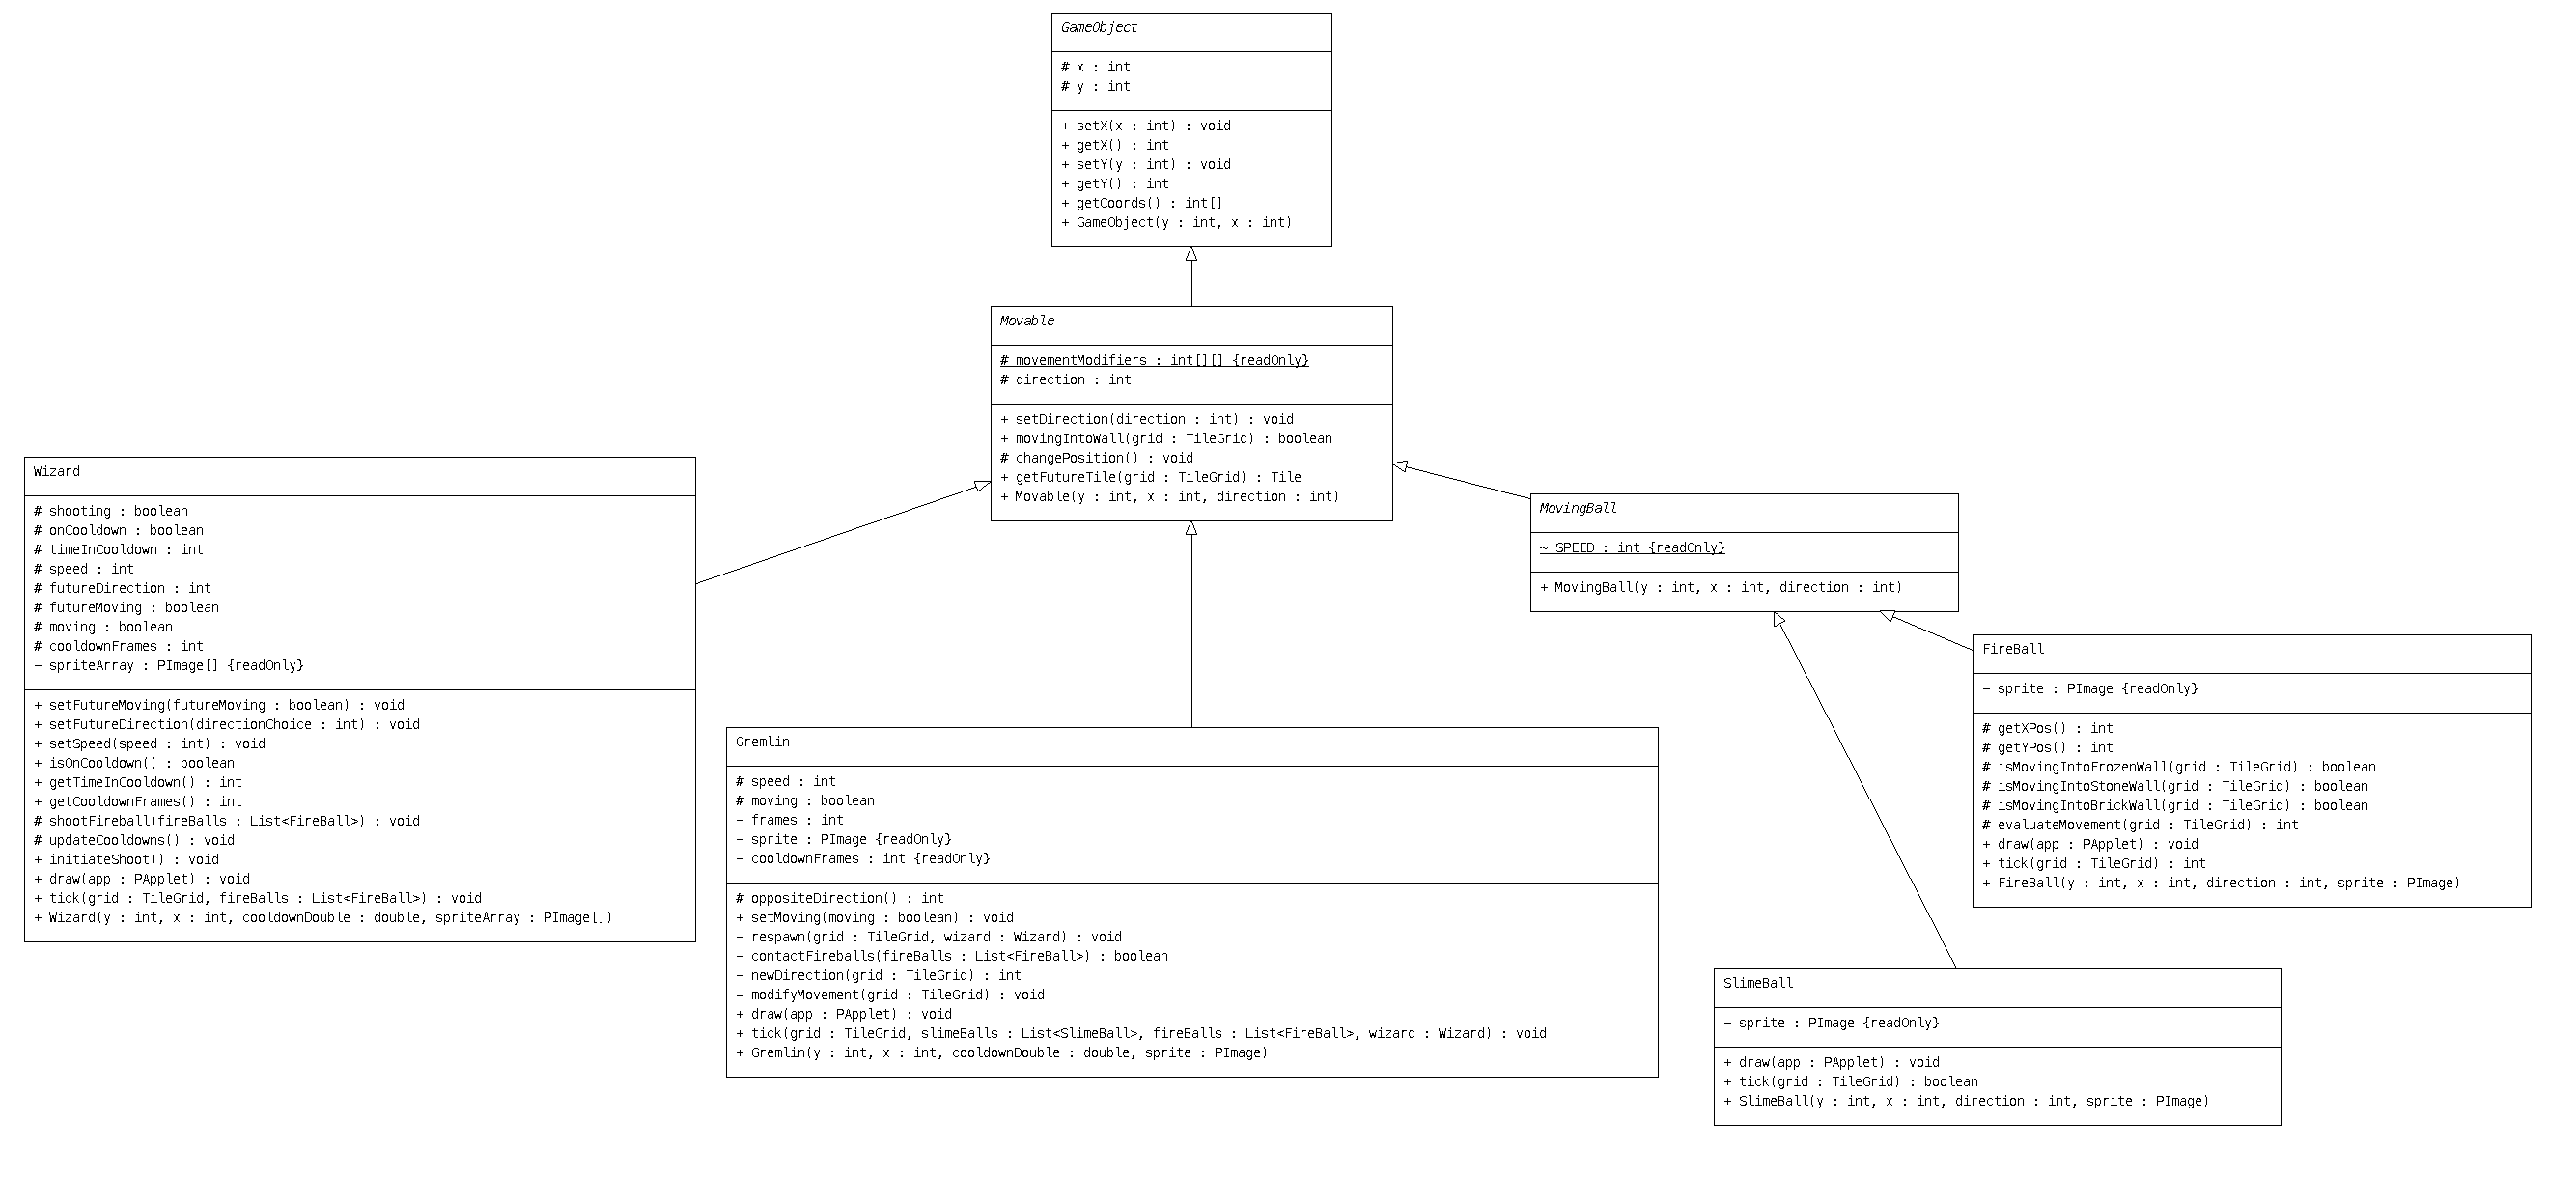 GameObject
# x : int
# y : int
+ setX(x : int) : void
+ getX() : int
+ setY(y : int) : void
+ getY() : int
+ getCoords() : int[]
+ GameObject(y : int, x : int)
Movable
# movementModifiers : int[][] {readOnly}
# direction : int
+ setDirection(direction : int) : void
+ movingIntoWall(grid : TileGrid) : boolean
# changePosition() : void
+ getFutureTile(grid : TileGrid) : Tile
+ Movable(y : int, x : int, direction : int)
Wizard
# shooting : boolean
# onCooldown : boolean
# timeInCooldown : int
# speed : int
# futureDirection : int
# futureMoving : boolean
# moving : boolean
# cooldownFrames : int
- spriteArray : PImage[] {readOnly}
+ setFutureMoving(futureMoving : boolean) : void
+ setFutureDirection(directionChoice : int) : void
+ setSpeed(speed : int) : void
+ isOnCooldown() : boolean
+ getTimeInCooldown() : int
+ getCooldownFrames() : int
# shootFireball(fireBalls : List<FireBall>) : void
# updateCooldowns() : void
+ initiateShoot() : void
+ draw(app : PApplet) : void
+ tick(grid : TileGrid, fireBalls : List<FireBall>) : void
+ Wizard(y : int, x : int, cooldownDouble : double, spriteArray : PImage[])
MovingBall
~ SPEED : int {readOnly}
+ MovingBall(y : int, x : int, direction : int)
FireBall
- sprite : PImage {readOnly}
# getXPos() : int
# getYPos() : int
# isMovingIntoFrozenWall(grid : TileGrid) : boolean
# isMovingIntoStoneWall(grid : TileGrid) : boolean
# isMovingIntoBrickWall(grid : TileGrid) : boolean
# evaluateMovement(grid : TileGrid) : int
+ draw(app : PApplet) : void
+ tick(grid : TileGrid) : int
+ FireBall(y : int, x : int, direction : int, sprite : PImage)
Gremlin
# speed : int
# moving : boolean
- frames : int
- sprite : PImage {readOnly}
- cooldownFrames : int {readOnly}
# oppositeDirection() : int
+ setMoving(moving : boolean) : void
- respawn(grid : TileGrid, wizard : Wizard) : void
- contactFireballs(fireBalls : List<FireBall>) : boolean
- newDirection(grid : TileGrid) : int
- modifyMovement(grid : TileGrid) : void
+ draw(app : PApplet) : void
+ tick(grid : TileGrid, slimeBalls : List<SlimeBall>, fireBalls : List<FireBall>, wizard : Wizard) : void
+ Gremlin(y : int, x : int, cooldownDouble : double, sprite : PImage)
SlimeBall
- sprite : PImage {readOnly}
+ draw(app : PApplet) : void
+ tick(grid : TileGrid) : boolean
+ SlimeBall(y : int, x : int, direction : int, sprite : PImage)